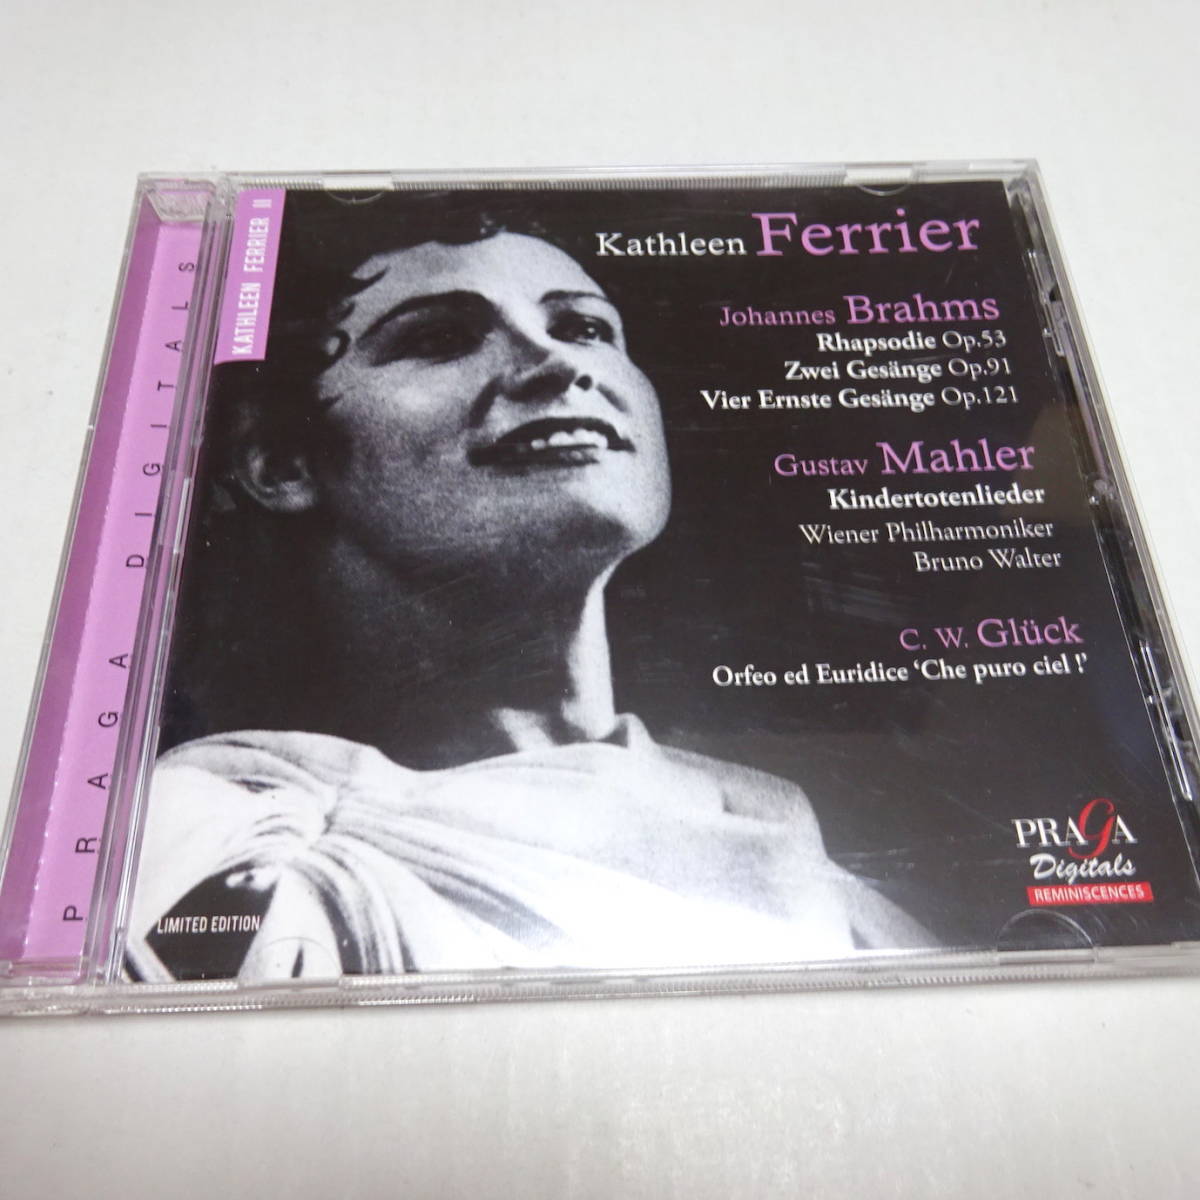 PRAGA DIGITALS
KATHLEEN FERRIER II
Kathleen Ferrier
Johannes Brahms
Rhapsodie Op.53
Zwei Gesänge Op.91
Vier Ernste Gesänge Op.121
Gustav Mahler
Kindertotenlieder
Wiener Philharmoniker
Bruno Walter
C. W. Glück
Orfeo ed Euridice ‘Che puro ciel !’
LIMITED EDITION
PRAGA
Digitals
REMINISCENCES